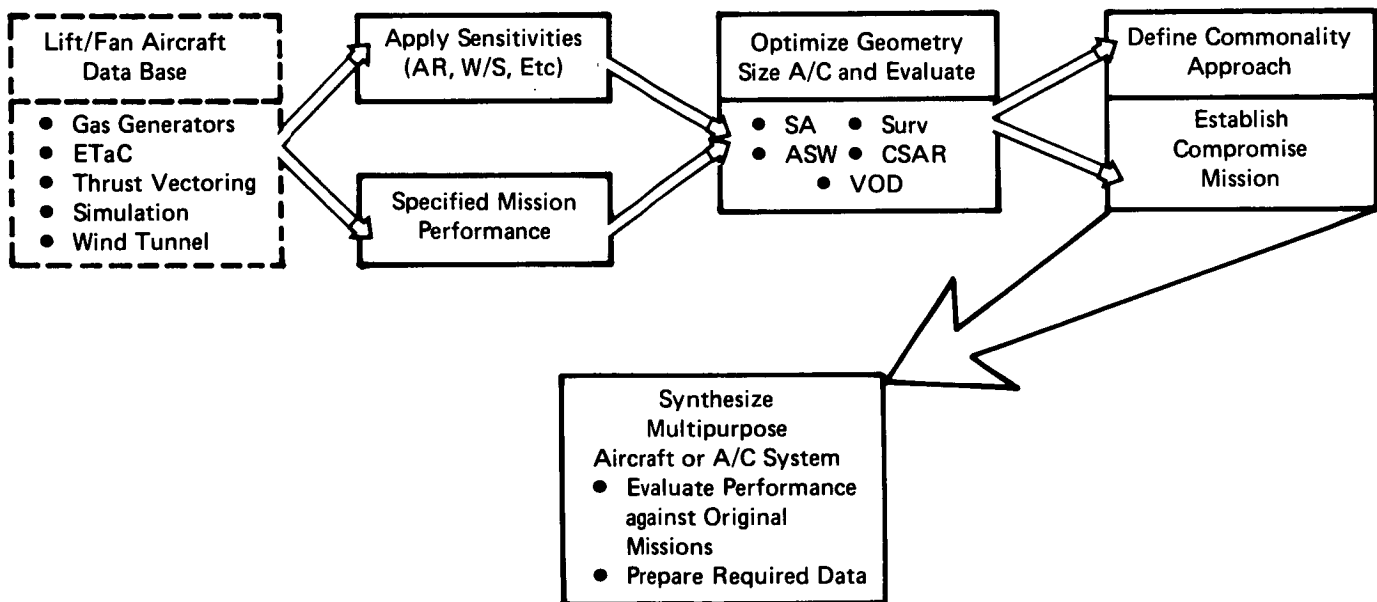 Lift/Fan Aircraft
Data Base
● Gas Generators
● ETaC
● Thrust Vectoring
● Simulation
● Wind Tunnel
Apply Sensitivities
(AR, W/S, Etc)
Specified Mission
Performance
Optimize Geometry
Size A/C and Evaluate
● SA ● Surv
● ASW ● CSAR
● VOD
Define Commonality
Approach
Establish
Compromise
Mission
Synthesize
Multipurpose
Aircraft or A/C System
● Evaluate Performance
against Original
Missions
● Prepare Required Data